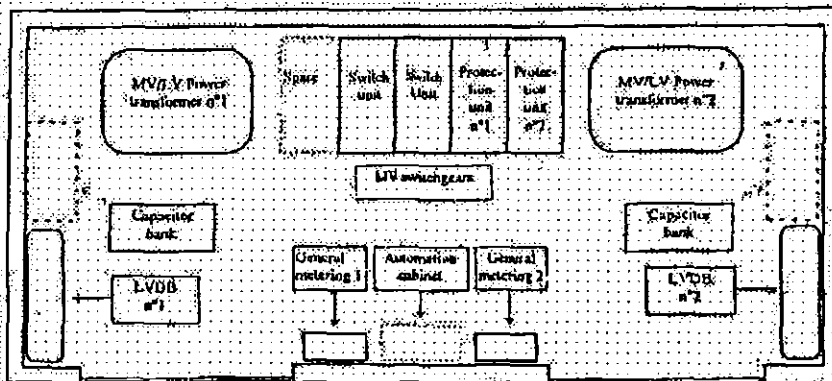 MV/LV Power
transformer n°1
Space
Switch
Unit
Switch
Unit
Protec-
tion
unit
n°1
Protec-
tion
unit
n°2
MV/LV Power
transformer n°2
MV switchgears
Capacitor
bank
Capacitor
bank
General
metering 1
Automation
cabinet
General
metering 2
LVDB
n°1
LVDB
n°2